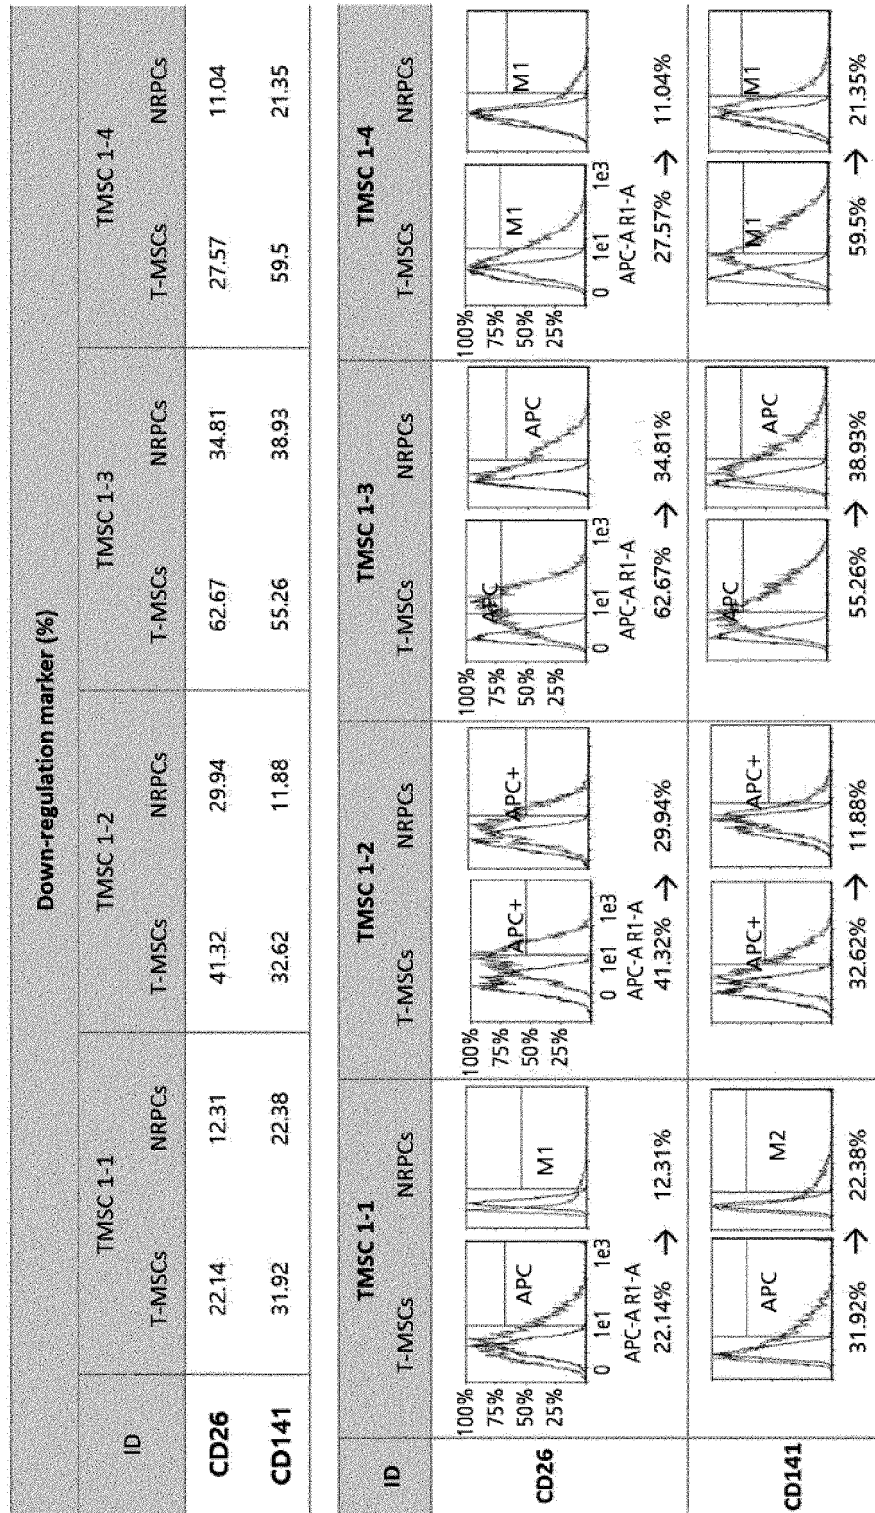 Down-regulation marker (%)
ID TMSC 1-1 TMSC 1-2 TMSC 1-3 TMSC 1-4
T-MSCs NRPCs T-MSCs NRPCs T-MSCs NRPCs T-MSCs NRPCs
CD26 22.14 12.31 41.32 29.94 62.67 34.81 27.57 11.04
CD141 31.92 22.38 32.62 11.88 55.26 38.93 59.5 21.35
ID TMSC 1-1 TMSC 1-2 TMSC 1-3 TMSC 1-4
T-MSCs NRPCs T-MSCs NRPCs T-MSCs NRPCs T-MSCs NRPCs
CD26
100% 100% 100% 100%
75% 75% 75% 75%
50% 50% 50% 50%
25% 25% 25% 25%
APC M1 APC+ APC+ APC APC M1 M1
0 1e1 1e3 0 1e1 1e3 0 1e1 1e3 0 1e1 1e3
APC-A R1-A APC-A R1-A APC-A R1-A APC-A R1-A
22.14% → 12.31% 41.32% → 29.94% 62.67% → 34.81% 27.57% → 11.04%
CD141
APC M2 APC+ APC+ APC APC M1 M1
31.92% → 22.38% 32.62% → 11.88% 55.26% → 38.93% 59.5% → 21.35%